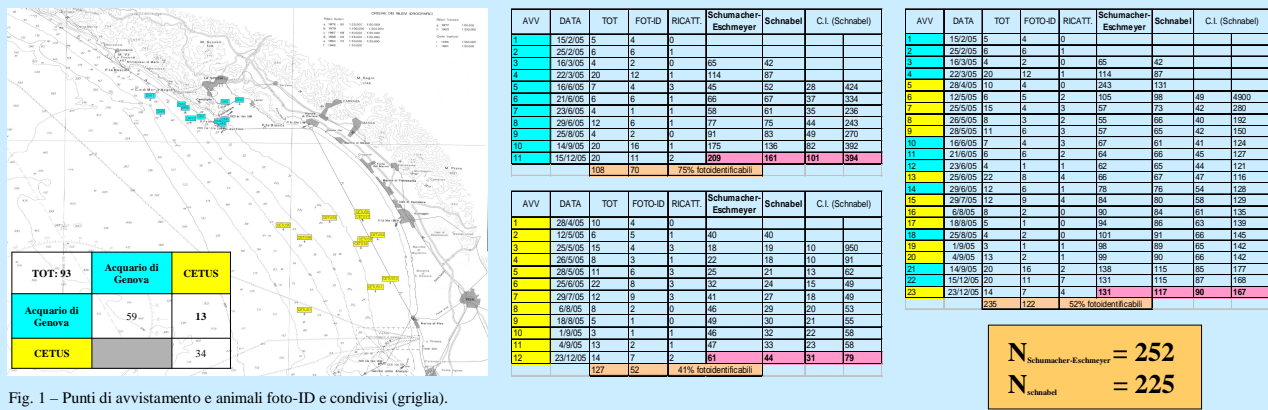 TOT: 93 Acquario di Genova CETUS
Acquario di Genova 59 13
CETUS 34
Fig. 1 – Punti di avvistamento e animali foto-ID e condivisi (griglia).
AVV DATA TOT FOT-ID RICATT. Schumacher-Eschmeyer Schnabel C.I. (Schnabel)
1 15/2/05 5 4 0
2 25/2/05 6 6 1
3 16/3/05 4 2 0 65 42
4 22/3/05 20 12 1 114 87
5 16/6/05 7 4 3 45 52 28 424
6 21/6/05 6 6 1 66 67 37 334
7 23/6/05 4 1 1 58 61 35 236
8 29/6/05 12 6 1 77 75 44 243
9 25/8/05 4 2 0 91 83 49 270
10 14/9/05 20 16 1 175 136 82 392
11 15/12/05 20 11 2 209 161 101 394
108 70 75% fotoidentificabili
AVV DATA TOT FOTO-ID RICATT. Schumacher-Eschmeyer Schnabel C.I. (Schnabel)
1 28/4/05 10 4 0
2 12/5/05 6 5 1 40 40
3 25/5/05 15 4 3 18 19 10 950
4 26/5/05 8 3 1 22 18 10 91
5 28/5/05 11 6 3 25 21 13 62
6 25/6/05 22 8 3 32 24 15 49
7 29/7/05 12 9 3 41 27 18 49
8 6/8/05 8 2 0 46 29 20 53
9 18/8/05 5 1 0 49 30 21 55
10 1/9/05 3 1 1 46 32 22 58
11 4/9/05 13 2 1 47 33 23 58
12 23/12/05 14 7 2 61 44 31 79
127 52 41% fotoidentificabili
AVV DATA TOT FOTO-ID RICATT. Schumacher-Eschmeyer Schnabel C.I. (Schnabel)
1 15/2/05 5 4 0
2 25/2/05 6 6 1
3 16/3/05 4 2 0 65 42
4 22/3/05 20 12 1 114 87
5 28/4/05 10 4 0 243 131
6 12/5/05 6 5 2 105 98 49 4900
7 25/5/05 15 4 3 57 73 42 280
8 26/5/05 8 3 2 55 66 40 192
9 28/5/05 11 6 3 57 65 42 150
10 16/6/05 7 4 3 67 61 41 124
11 21/6/05 6 6 2 64 66 45 127
12 23/6/05 4 1 1 62 65 44 121
13 25/6/05 22 8 4 66 67 47 116
14 29/6/05 12 6 1 78 76 54 128
15 29/7/05 12 9 4 84 80 58 129
16 6/8/05 8 2 0 90 84 61 135
17 18/8/05 5 1 0 94 86 63 139
18 25/8/05 4 2 0 101 91 66 145
19 1/9/05 3 1 1 98 89 65 142
20 4/9/05 13 2 1 99 90 66 142
21 14/9/05 20 16 2 138 115 85 177
22 15/12/05 20 11 7 131 115 87 168
23 23/12/05 14 7 4 131 117 90 167
235 122 52% fotoidentificabili
N Schumacher-Eschmeyer = 252
N schnabel = 225